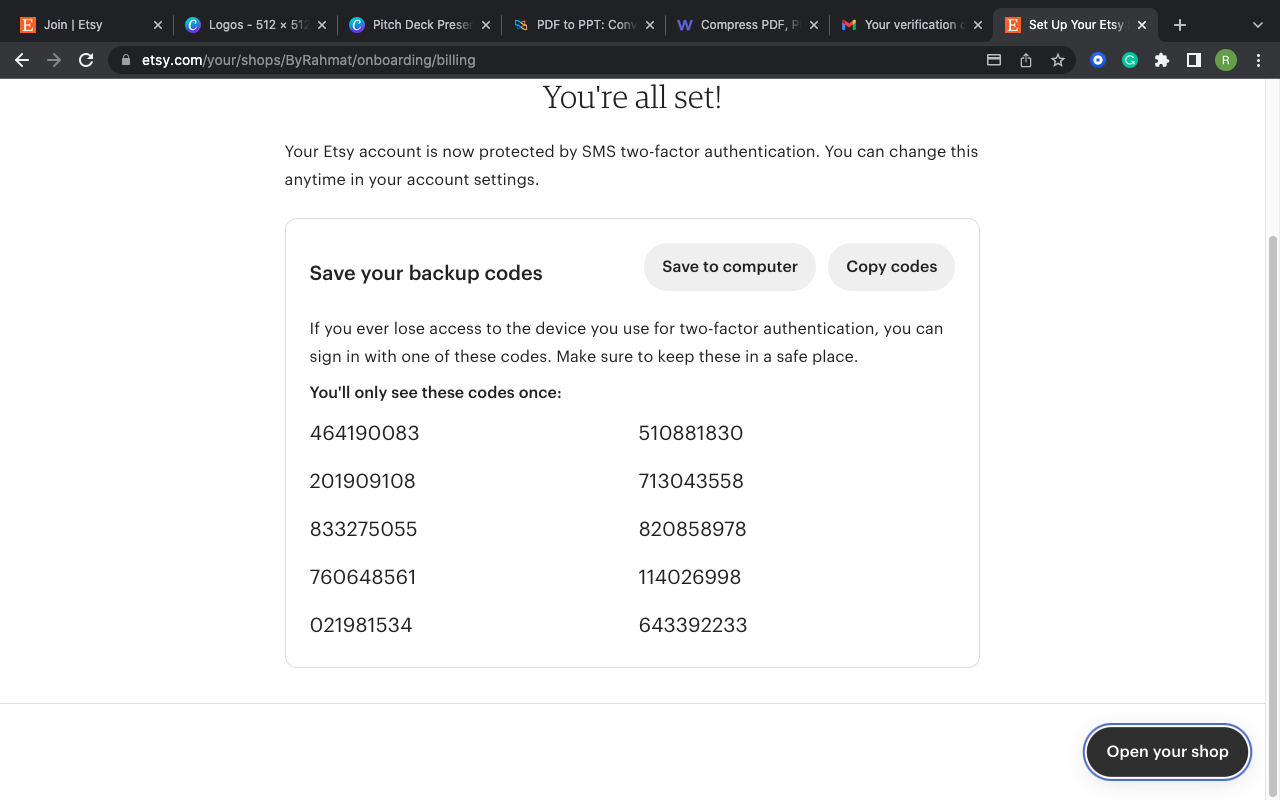 Join | Etsy
Logos - 512 × 512
Pitch Deck Presen
PDF to PPT: Conv
Compress PDF, P
Your verification c
Set Up Your Etsy
etsy.com/your/shops/ByRahmat/onboarding/billing
R
You're all set!
Your Etsy account is now protected by SMS two-factor authentication. You can change this
anytime in your account settings.
Save your backup codes
Save to computer
Copy codes
If you ever lose access to the device you use for two-factor authentication, you can
sign in with one of these codes. Make sure to keep these in a safe place.
You'll only see these codes once:
464190083 510881830
201909108 713043558
833275055 820858978
760648561 114026998
021981534 643392233
Open your shop